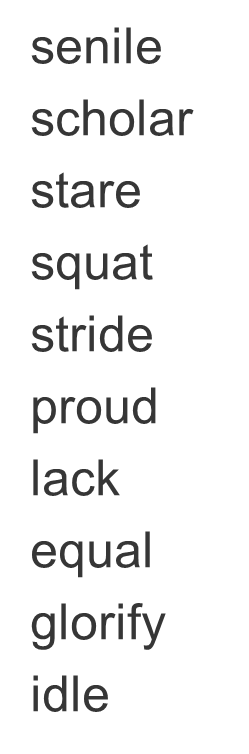 senile
scholar
stare
squat
stride
proud
lack
equal
glorify
idle